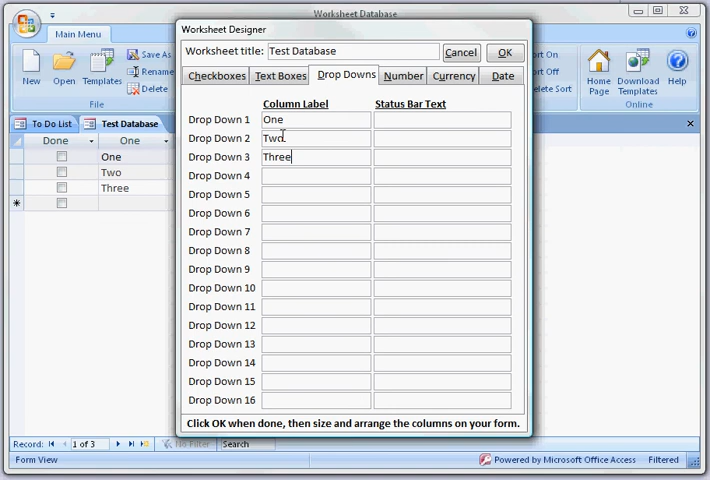 Worksheet Database
Main Menu
New
Open
Templates
Save As
Rename
Delete
File
ort On
ort Off
Delete Sort
Home Page
Download Templates
Help
Online
To Do List
Test Database
Done
One
One
Two
Three
Worksheet Designer
Worksheet title: Test Database
Cancel
OK
Checkboxes
Text Boxes
Drop Downs
Number
Currency
Date
Column Label
Status Bar Text
Drop Down 1 One
Drop Down 2 Two
Drop Down 3 Three
Drop Down 4
Drop Down 5
Drop Down 6
Drop Down 7
Drop Down 8
Drop Down 9
Drop Down 10
Drop Down 11
Drop Down 12
Drop Down 13
Drop Down 14
Drop Down 15
Drop Down 16
Click OK when done, then size and arrange the columns on your form.
Record: 1 of 3 No Filter Search
Form View
Powered by Microsoft Office Access
Filtered